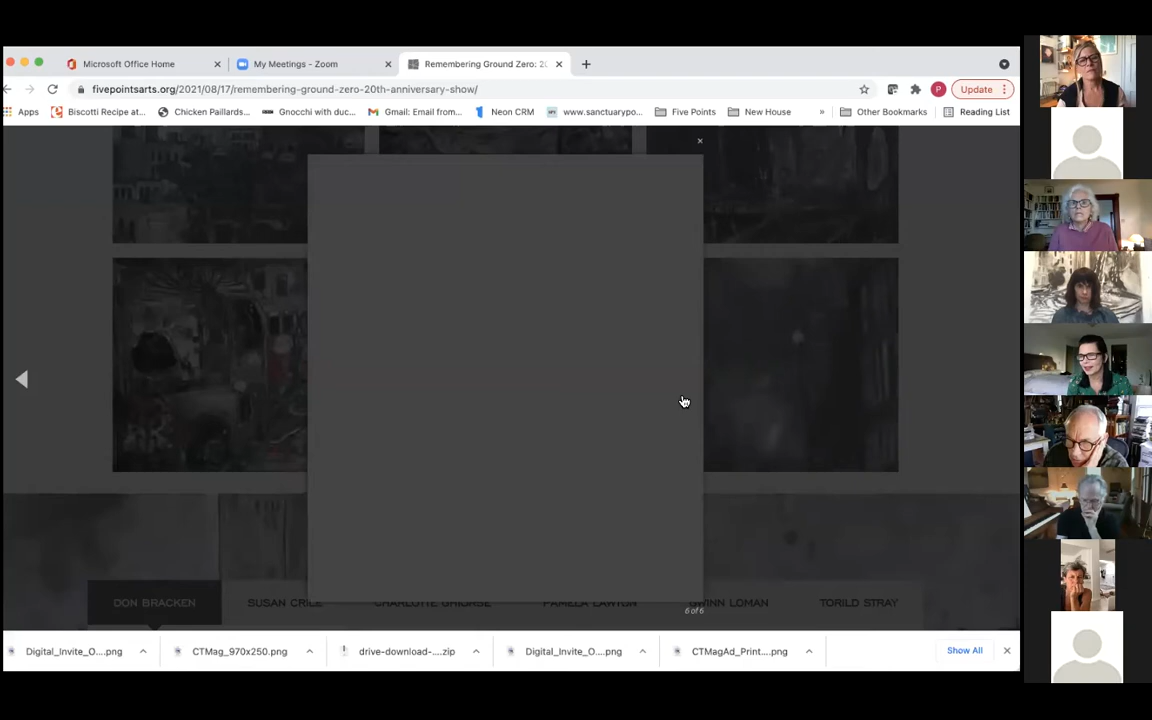 Microsoft Office Home
My Meetings - Zoom
Remembering Ground Zero: 20
fivepointsarts.org/2021/08/17/remembering-ground-zero-20th-anniversary-show/
P
Update
Apps
Biscotti Recipe at...
Chicken Paillards...
Gnocchi with duc...
Gmail: Email from...
Neon CRM
www.sanctuarypo...
Five Points
New House
»
Other Bookmarks
Reading List
×
6 of 6
DON BRACKEN
SUSAN CRILE
CHARLOTTE GHIORSE
PAMELA LAWTON
GWINN LOMAN
TORILD STRAY
Digital_Invite_O....png
CTMag_970x250.png
drive-download-....zip
Digital_Invite_O....png
CTMagAd_Print....png
Show All